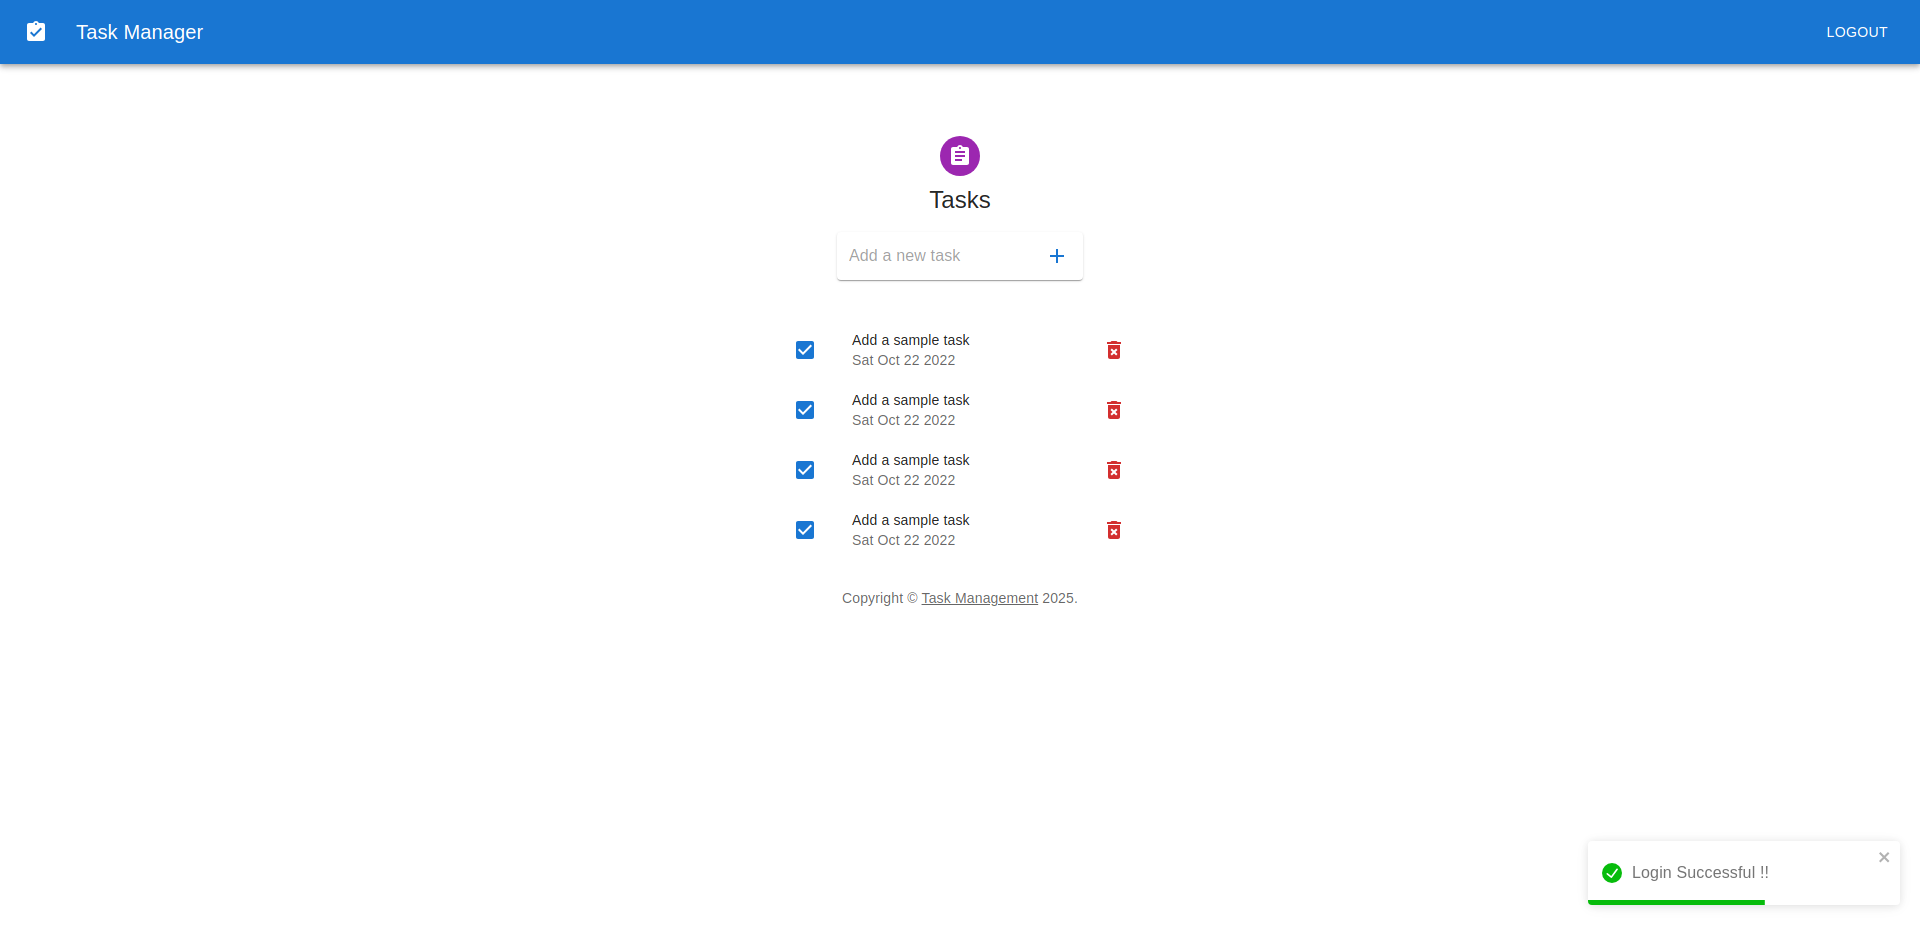 Task Manager
LOGOUT
Tasks
Add a new task
Add a sample task
Sat Oct 22 2022
Add a sample task
Sat Oct 22 2022
Add a sample task
Sat Oct 22 2022
Add a sample task
Sat Oct 22 2022
Copyright © Task Management 2025.
Login Successful !!